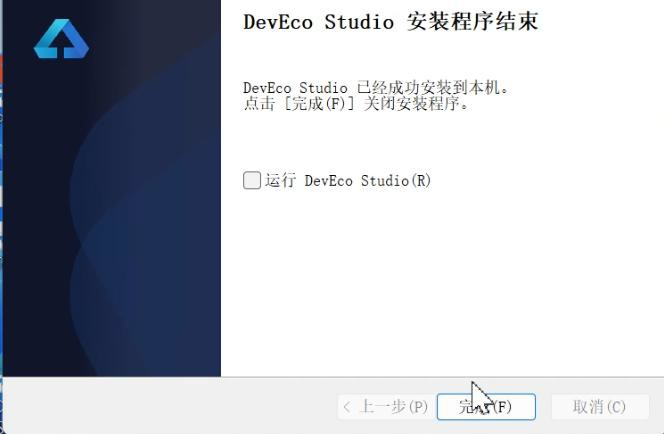 DevEco Studio 安装程序结束
DevEco Studio 已经成功安装到本机。
点击 [完成(F)] 关闭安装程序。
运行 DevEco Studio(R)
< 上一步(P)
完成(F)
取消(C)